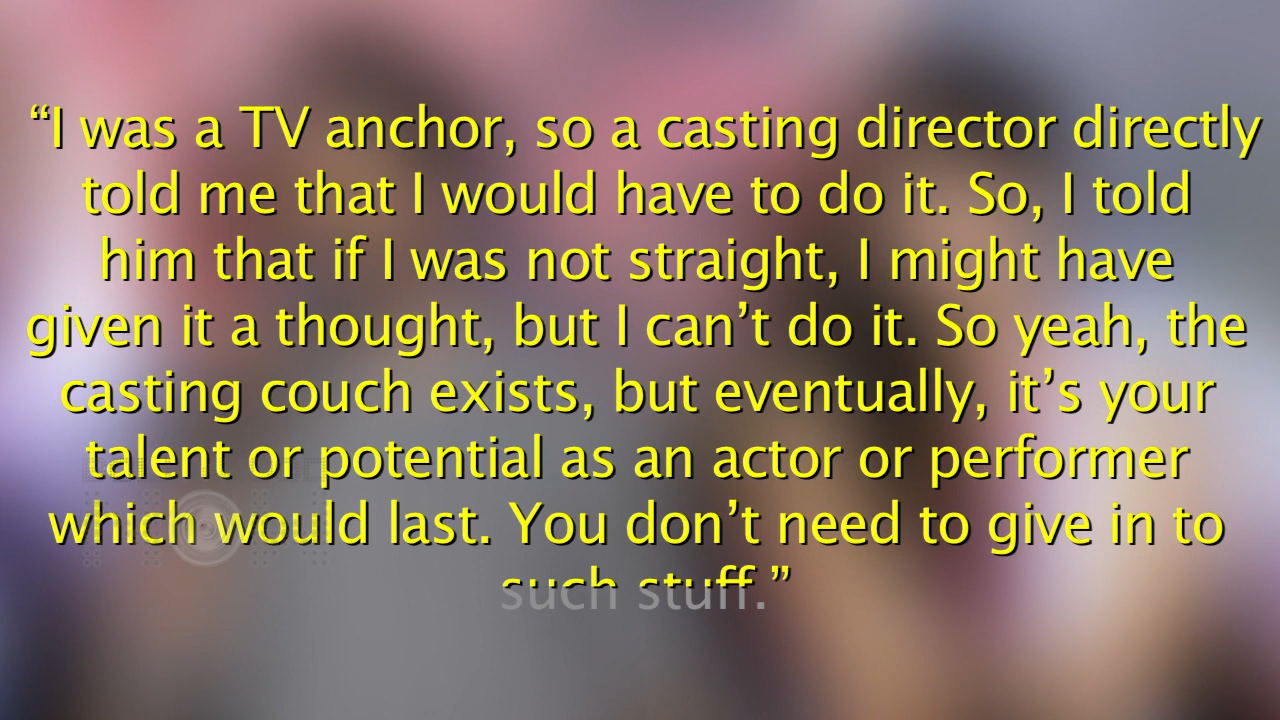 “I was a TV anchor, so a casting director directly
told me that I would have to do it. So, I told
him that if I was not straight, I might have
given it a thought, but I can’t do it. So yeah, the
casting couch exists, but eventually, it’s your
talent or potential as an actor or performer
which would last. You don’t need to give in to
such stuff.”